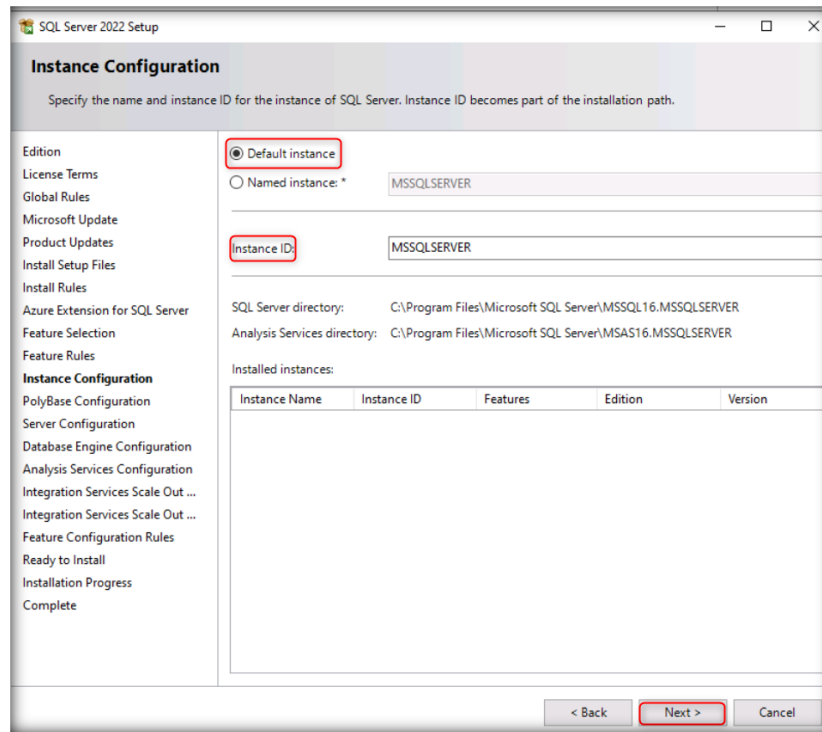 SQL Server 2022 Setup
Instance Configuration
Specify the name and instance ID for the instance of SQL Server. Instance ID becomes part of the installation path.
Edition
License Terms
Global Rules
Microsoft Update
Product Updates
Install Setup Files
Install Rules
Azure Extension for SQL Server
Feature Selection
Feature Rules
Instance Configuration
PolyBase Configuration
Server Configuration
Database Engine Configuration
Analysis Services Configuration
Integration Services Scale Out ...
Integration Services Scale Out ...
Feature Configuration Rules
Ready to Install
Installation Progress
Complete
Default instance
Named instance: * MSSQLSERVER
Instance ID: MSSQLSERVER
SQL Server directory: C:\Program Files\Microsoft SQL Server\MSSQL16.MSSQLSERVER
Analysis Services directory: C:\Program Files\Microsoft SQL Server\MSAS16.MSSQLSERVER
Installed instances:
Instance Name Instance ID Features Edition Version
< Back Next > Cancel